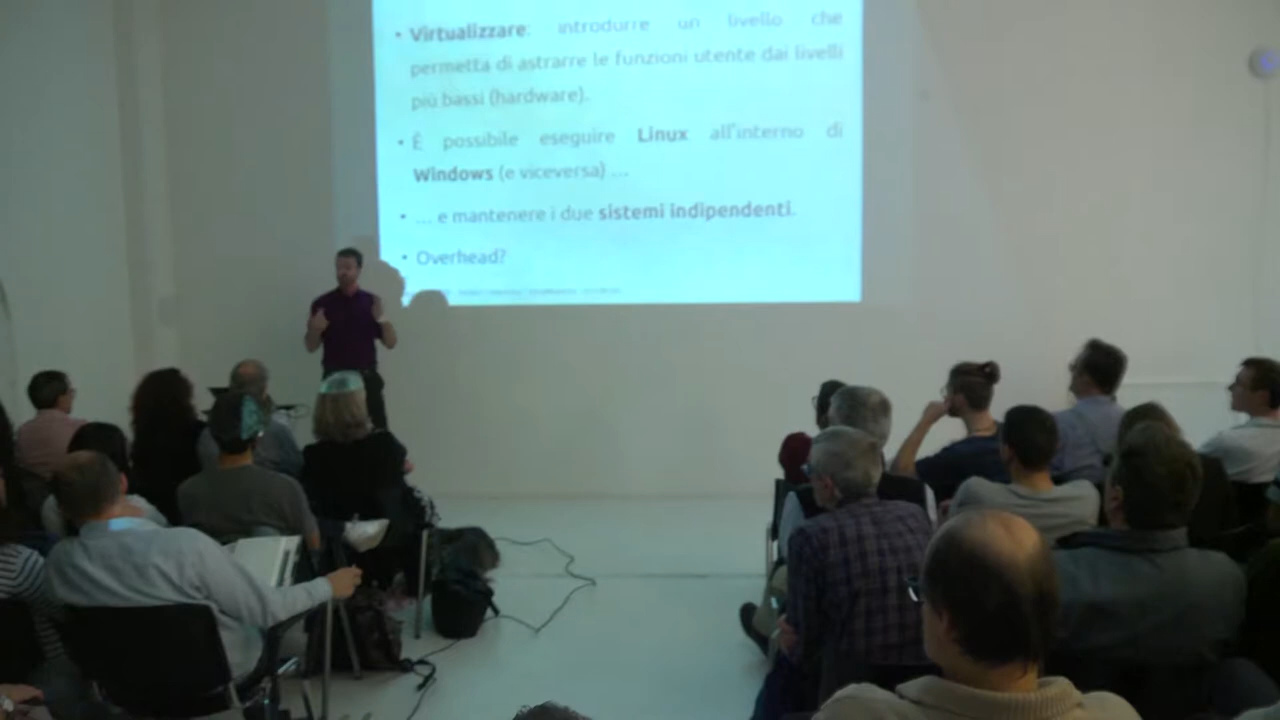 • Virtualizzare: introdurre un livello che
permetta di astrarre le funzioni utente dai livelli
più bassi (hardware).
• È possibile eseguire Linux all'interno di
Windows (e viceversa) ...
• ... e mantenere i due sistemi indipendenti.
• Overhead?